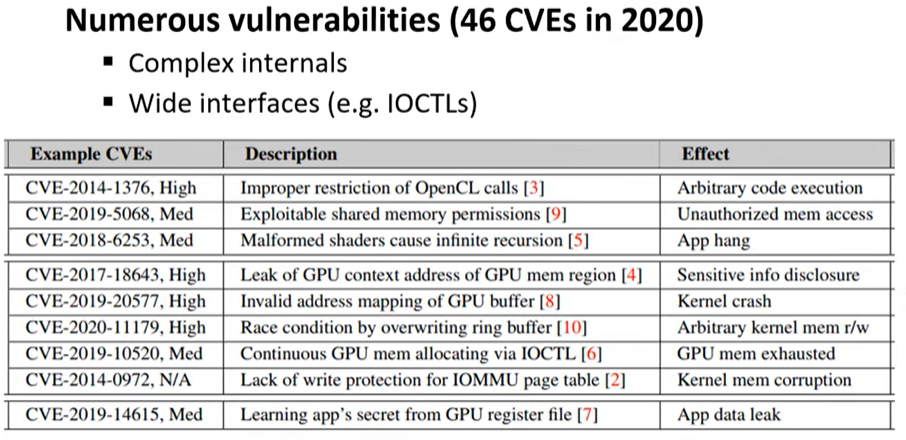 Numerous vulnerabilities (46 CVEs in 2020)
▪ Complex internals
▪ Wide interfaces (e.g. IOCTLs)
Example CVEs Description Effect
CVE-2014-1376, High Improper restriction of OpenCL calls [3] Arbitrary code execution
CVE-2019-5068, Med Exploitable shared memory permissions [9] Unauthorized mem access
CVE-2018-6253, Med Malformed shaders cause infinite recursion [5] App hang
CVE-2017-18643, High Leak of GPU context address of GPU mem region [4] Sensitive info disclosure
CVE-2019-20577, High Invalid address mapping of GPU buffer [8] Kernel crash
CVE-2020-11179, High Race condition by overwriting ring buffer [10] Arbitrary kernel mem r/w
CVE-2019-10520, Med Continuous GPU mem allocating via IOCTL [6] GPU mem exhausted
CVE-2014-0972, N/A Lack of write protection for IOMMU page table [2] Kernel mem corruption
CVE-2019-14615, Med Learning app's secret from GPU register file [7] App data leak